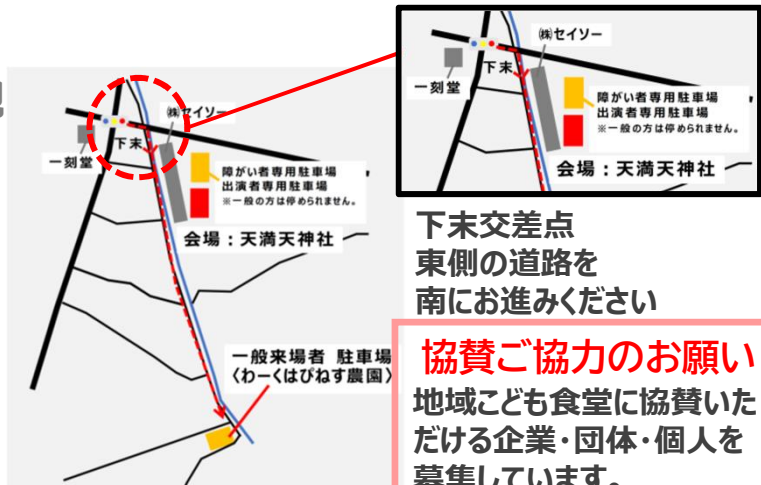 ㈱セイソー
下末
一刻堂
障がい者専用駐車場
出演者専用駐車場
※一般の方は停められません。
会場：天満天神社
一般来場者 駐車場
〈わーくはぴねす農園〉
㈱セイソー
下末
一刻堂
障がい者専用駐車場
出演者専用駐車場
※一般の方は停められません。
会場：天満天神社
下末交差点
東側の道路を
南にお進みください
協賛ご協力のお願い
地域こども食堂に協賛いた
だける企業・団体・個人を
募集しています。